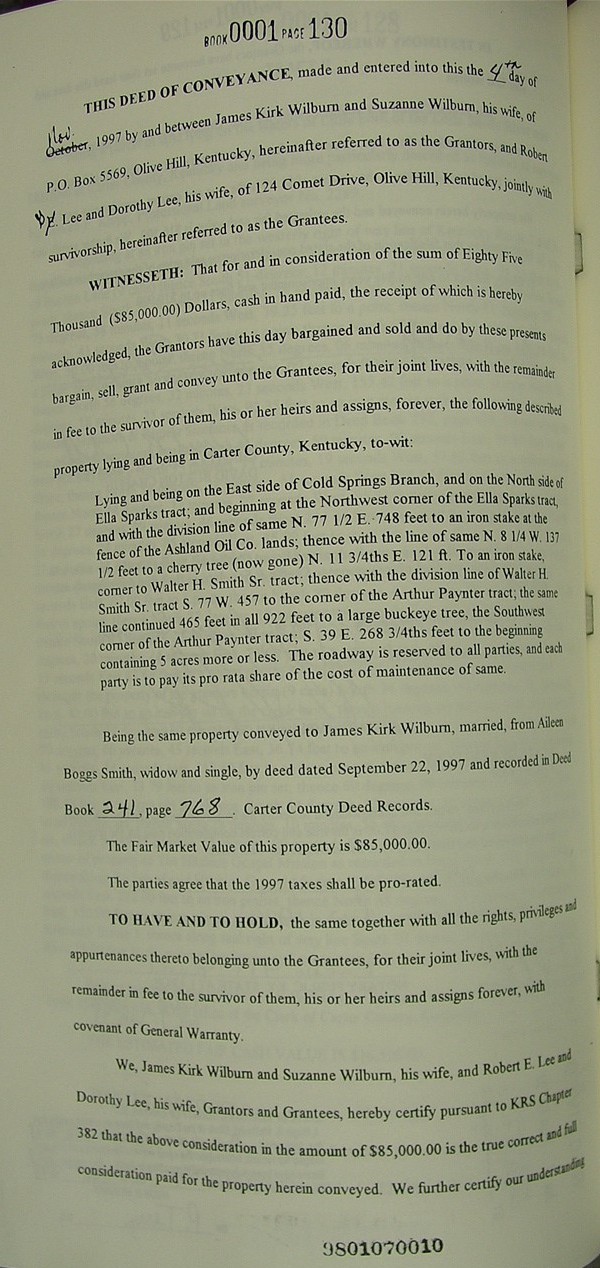 BOOK 0001 PAGE 130
THIS DEED OF CONVEYANCE, made and entered into this the 4th day of
Nov.
October, 1997 by and between James Kirk Wilburn and Suzanne Wilburn, his wife, of
P.O. Box 5569, Olive Hill, Kentucky, hereinafter referred to as the Grantors, and Robert
E. Lee and Dorothy Lee, his wife, of 124 Comet Drive, Olive Hill, Kentucky, jointly with
survivorship, hereinafter referred to as the Grantees.
WITNESSETH: That for and in consideration of the sum of Eighty Five
Thousand ($85,000.00) Dollars, cash in hand paid, the receipt of which is hereby
acknowledged, the Grantors have this day bargained and sold and do by these presents
bargain, sell, grant and convey unto the Grantees, for their joint lives, with the remainder
in fee to the survivor of them, his or her heirs and assigns, forever, the following described
property lying and being in Carter County, Kentucky, to-wit:
Lying and being on the East side of Cold Springs Branch, and on the North side of
Ella Sparks tract; and beginning at the Northwest corner of the Ella Sparks tract,
and with the division line of same N. 77 1/2 E. 748 feet to an iron stake at the
fence of the Ashland Oil Co. lands; thence with the line of same N. 8 1/4 W. 137
1/2 feet to a cherry tree (now gone) N. 11 3/4ths E. 121 ft. To an iron stake,
corner to Walter H. Smith Sr. tract; thence with the division line of Walter H.
Smith Sr. tract S. 77 W. 457 to the corner of the Arthur Paynter tract; the same
line continued 465 feet in all 922 feet to a large buckeye tree, the Southwest
corner of the Arthur Paynter tract; S. 39 E. 268 3/4ths feet to the beginning
containing 5 acres more or less. The roadway is reserved to all parties, and each
party is to pay its pro rata share of the cost of maintenance of same.
Being the same property conveyed to James Kirk Wilburn, married, from Aileen
Boggs Smith, widow and single, by deed dated September 22, 1997 and recorded in Deed
Book 241, page 768. Carter County Deed Records.
The Fair Market Value of this property is $85,000.00.
The parties agree that the 1997 taxes shall be pro-rated.
TO HAVE AND TO HOLD, the same together with all the rights, privileges and
appurtenances thereto belonging unto the Grantees, for their joint lives, with the
remainder in fee to the survivor of them, his or her heirs and assigns forever, with
covenant of General Warranty.
We, James Kirk Wilburn and Suzanne Wilburn, his wife, and Robert E. Lee and
Dorothy Lee, his wife, Grantors and Grantees, hereby certify pursuant to KRS Chapter
382 that the above consideration in the amount of $85,000.00 is the true correct and full
consideration paid for the property herein conveyed. We further certify our understanding
9801070010